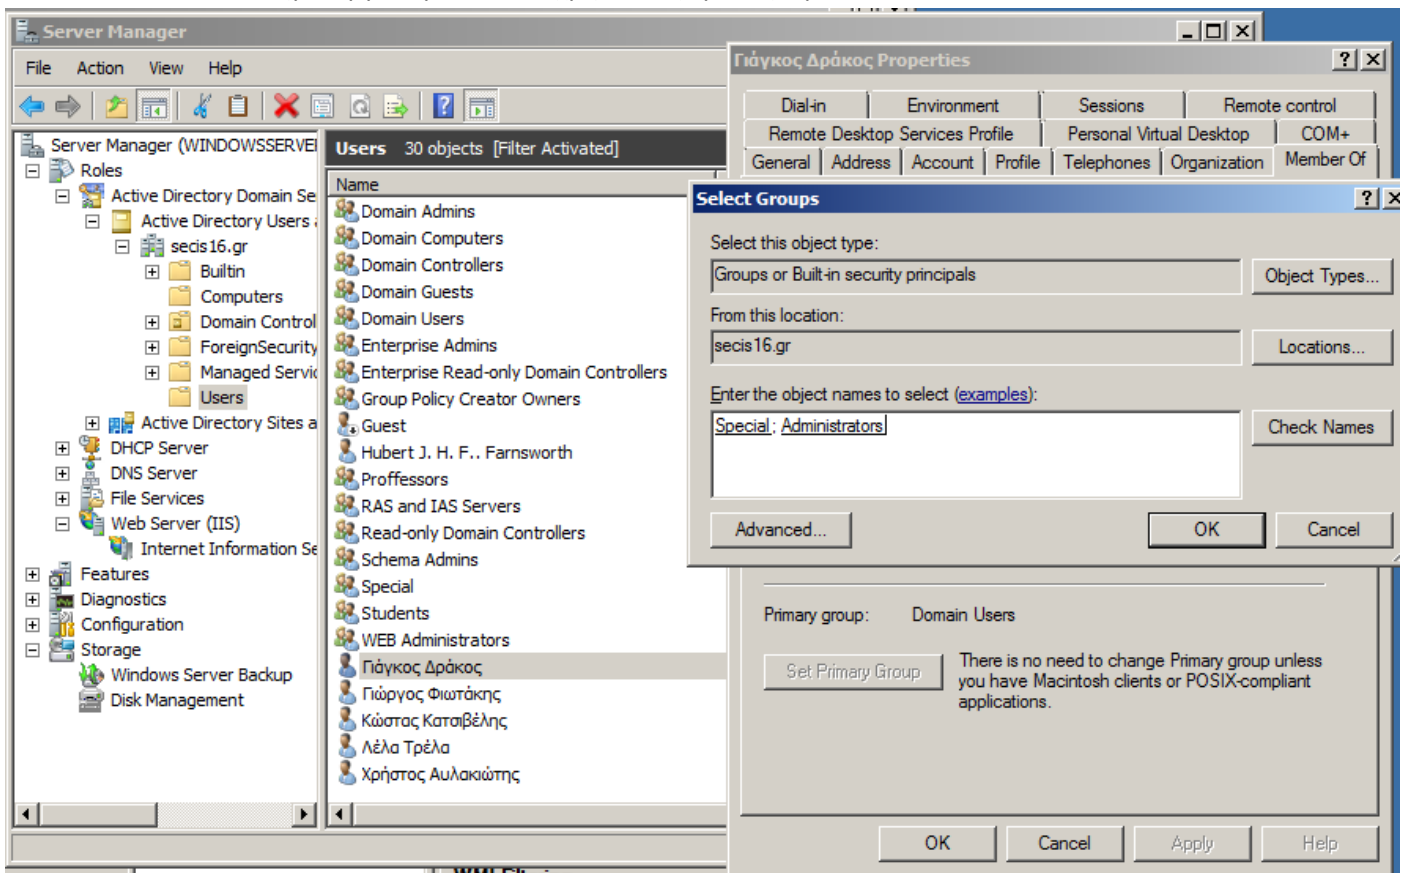 Server Manager
File Action View Help
Server Manager (WINDOWSSERVE
Roles
Active Directory Domain Se
Active Directory Users
secis16.gr
Builtin
Computers
Domain Control
ForeignSecurity
Managed Servic
Users
Active Directory Sites a
DHCP Server
DNS Server
File Services
Web Server (IIS)
Internet Information Se
Features
Diagnostics
Configuration
Storage
Windows Server Backup
Disk Management
Users 30 objects [Filter Activated]
Name
Domain Admins
Domain Computers
Domain Controllers
Domain Guests
Domain Users
Enterprise Admins
Enterprise Read-only Domain Controllers
Group Policy Creator Owners
Guest
Hubert J. H. F.. Farnsworth
Proffessors
RAS and IAS Servers
Read-only Domain Controllers
Schema Admins
Special
Students
WEB Administrators
Γιάγκος Δράκος
Γιώργος Φιωτάκης
Κώστας Κατσιβέλης
Λέλα Τρέλα
Χρήστος Αυλακιώτης
Γιάγκος Δράκος Properties
Dial-in Environment Sessions Remote control
Remote Desktop Services Profile Personal Virtual Desktop COM+
General Address Account Profile Telephones Organization Member Of
Select Groups
Select this object type:
Groups or Built-in security principals
Object Types...
From this location:
secis16.gr
Locations...
Enter the object names to select (examples):
Special; Administrators
Check Names
Advanced...
OK Cancel
Primary group: Domain Users
Set Primary Group
There is no need to change Primary group unless
you have Macintosh clients or POSIX-compliant
applications.
OK Cancel Apply Help